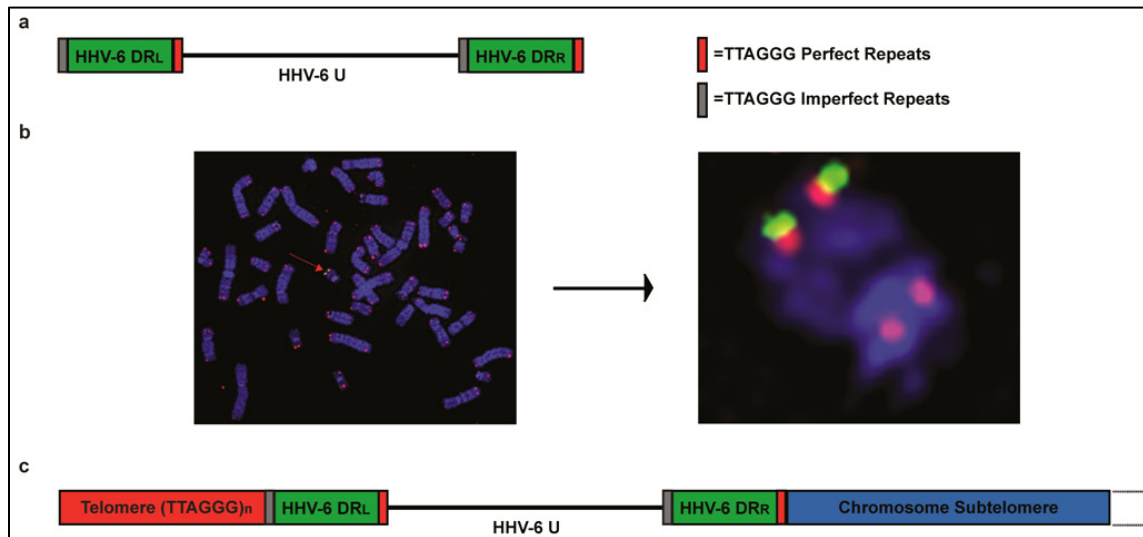 a
HHV-6 DRL
HHV-6 DRR
HHV-6 U
=TTAGGG Perfect Repeats
=TTAGGG Imperfect Repeats
b
c
Telomere (TTAGGG)n
HHV-6 DRL
HHV-6 DRR
Chromosome Subtelomere
HHV-6 U